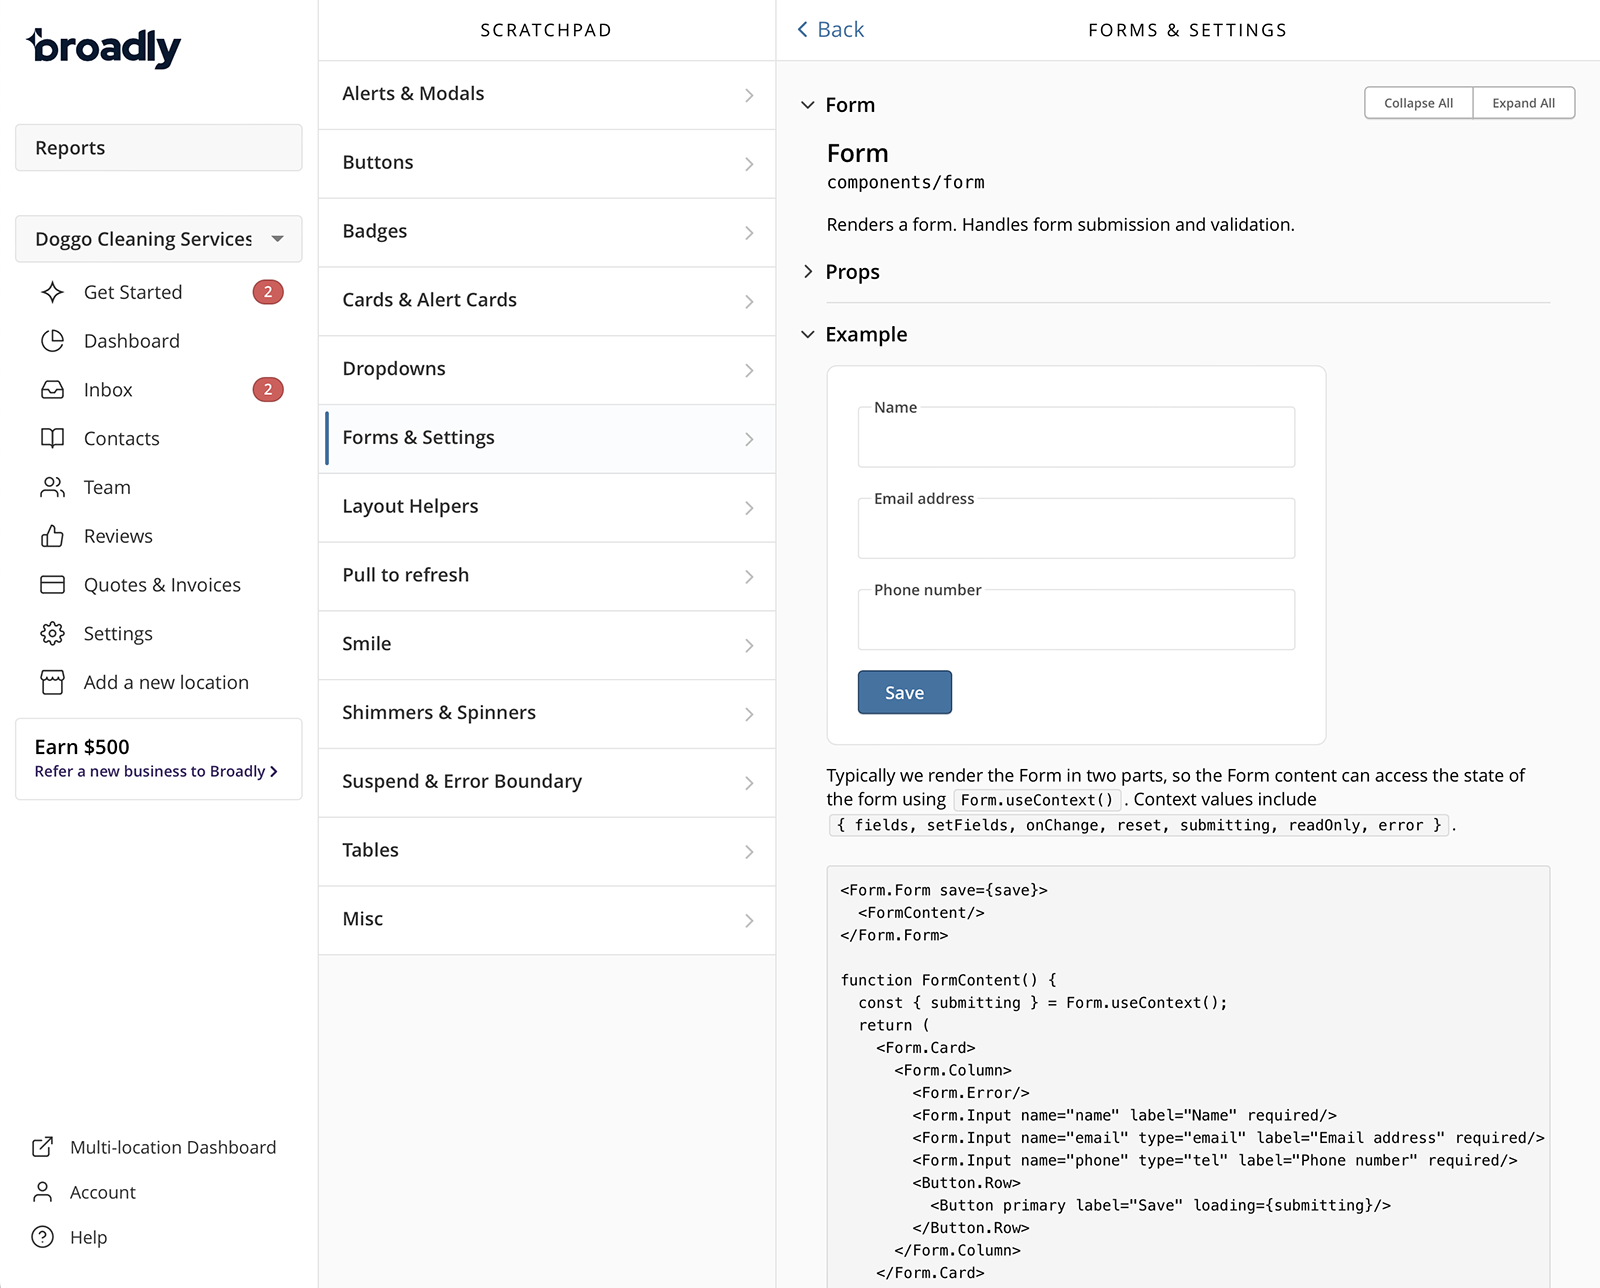 broadly
Reports
Doggo Cleaning Services
Get Started 2
Dashboard
Inbox 2
Contacts
Team
Reviews
Quotes & Invoices
Settings
Add a new location
Earn $500
Refer a new business to Broadly
Multi-location Dashboard
Account
Help
SCRATCHPAD
Alerts & Modals
Buttons
Badges
Cards & Alert Cards
Dropdowns
Forms & Settings
Layout Helpers
Pull to refresh
Smile
Shimmers & Spinners
Suspend & Error Boundary
Tables
Misc
Back
FORMS & SETTINGS
Form
Collapse All
Expand All
Form
components/form
Renders a form. Handles form submission and validation.
Props
Example
Name
Email address
Phone number
Save
Typically we render the Form in two parts, so the Form content can access the state of
the form using Form.useContext() . Context values include
{ fields, setFields, onChange, reset, submitting, readOnly, error } .
<Form.Form save={save}>
  <FormContent/>
</Form.Form>

function FormContent() {
  const { submitting } = Form.useContext();
  return (
    <Form.Card>
      <Form.Column>
        <Form.Error/>
        <Form.Input name="name" label="Name" required/>
        <Form.Input name="email" type="email" label="Email address" required/>
        <Form.Input name="phone" type="tel" label="Phone number" required/>
        <Button.Row>
          <Button primary label="Save" loading={submitting}/>
        </Button.Row>
      </Form.Column>
    </Form.Card>